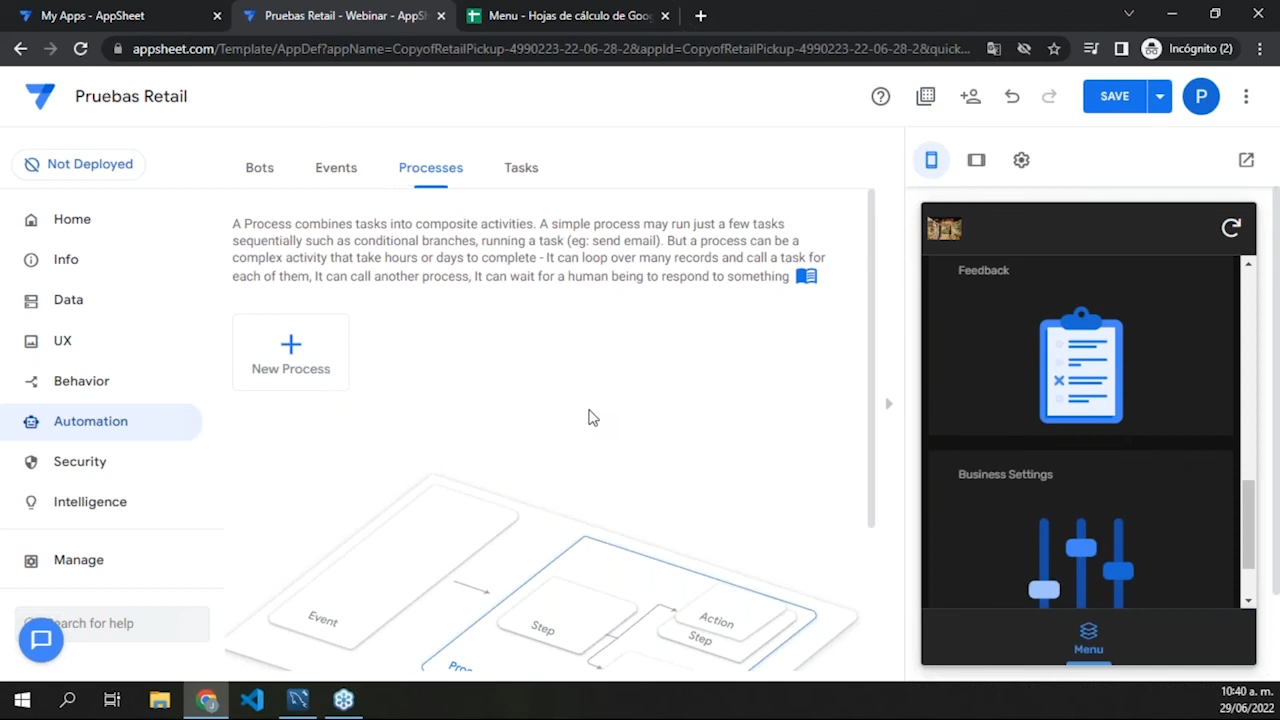 My Apps - AppSheet
Pruebas Retail - Webinar - AppSh
Menu - Hojas de cálculo de Goog
appsheet.com/Template/AppDef?appName=CopyofRetailPickup-4990223-22-06-28-2&appId=CopyofRetailPickup-4990223-22-06-28-2&quick...
Incógnito (2)
Pruebas Retail
SAVE
P
Not Deployed
Bots
Events
Processes
Tasks
Home
Info
Data
UX
Behavior
Automation
Security
Intelligence
Manage
Search for help
A Process combines tasks into composite activities. A simple process may run just a few tasks
sequentially such as conditional branches, running a task (eg: send email). But a process can be a
complex activity that take hours or days to complete - It can loop over many records and call a task for
each of them, It can call another process, It can wait for a human being to respond to something
New Process
Event
Step
Action
Step
Proc
Feedback
Business Settings
Menu
10:40 a. m.
29/06/2022